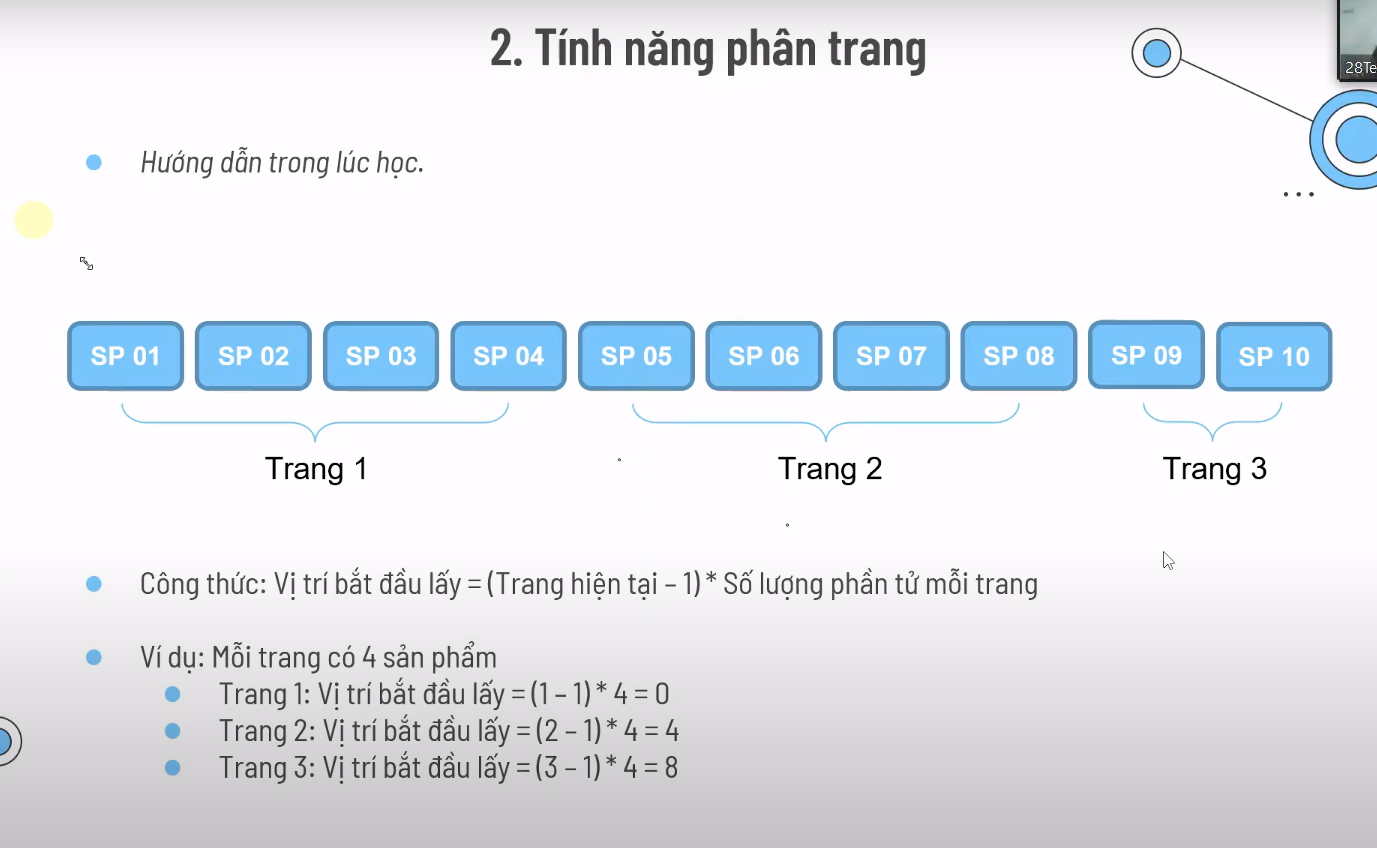 2. Tính năng phân trang
28Te
Hướng dẫn trong lúc học.
...
SP 01 SP 02 SP 03 SP 04 SP 05 SP 06 SP 07 SP 08 SP 09 SP 10
Trang 1 Trang 2 Trang 3
Công thức: Vị trí bắt đầu lấy = (Trang hiện tại – 1) * Số lượng phần tử mỗi trang
Ví dụ: Mỗi trang có 4 sản phẩm
Trang 1: Vị trí bắt đầu lấy = (1 – 1) * 4 = 0
Trang 2: Vị trí bắt đầu lấy = (2 – 1) * 4 = 4
Trang 3: Vị trí bắt đầu lấy = (3 – 1) * 4 = 8